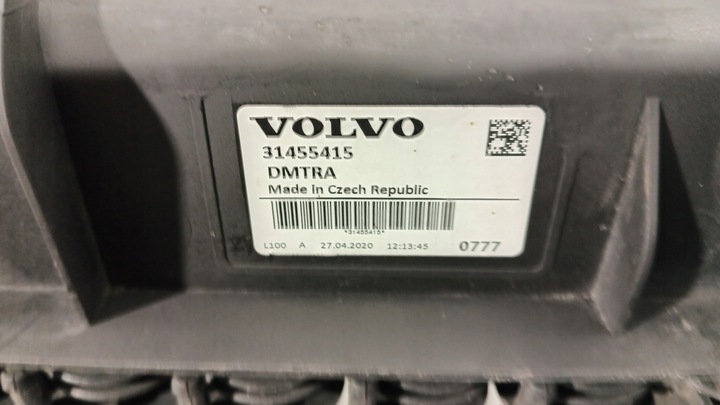 VOLVO
31455415
DMTRA
Made in Czech Republic
*31455415*
L100 A 27.04.2020 12:13:45 0777